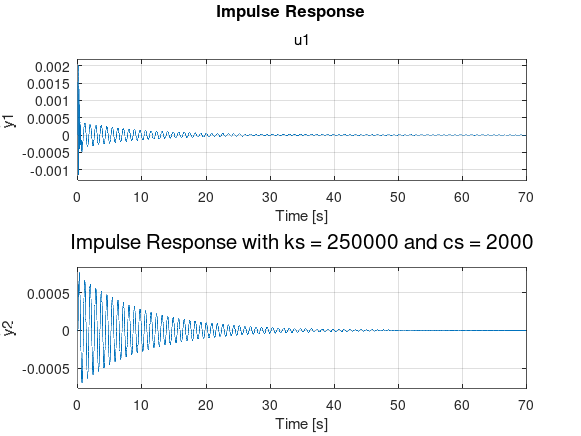 Impulse Response
u1
y1
0.002
0.0015
0.001
0.0005
0
-0.0005
-0.001
0 10 20 30 40 50 60 70
Time [s]
Impulse Response with ks = 250000 and cs = 2000
y2
0.0005
0
-0.0005
0 10 20 30 40 50 60 70
Time [s]